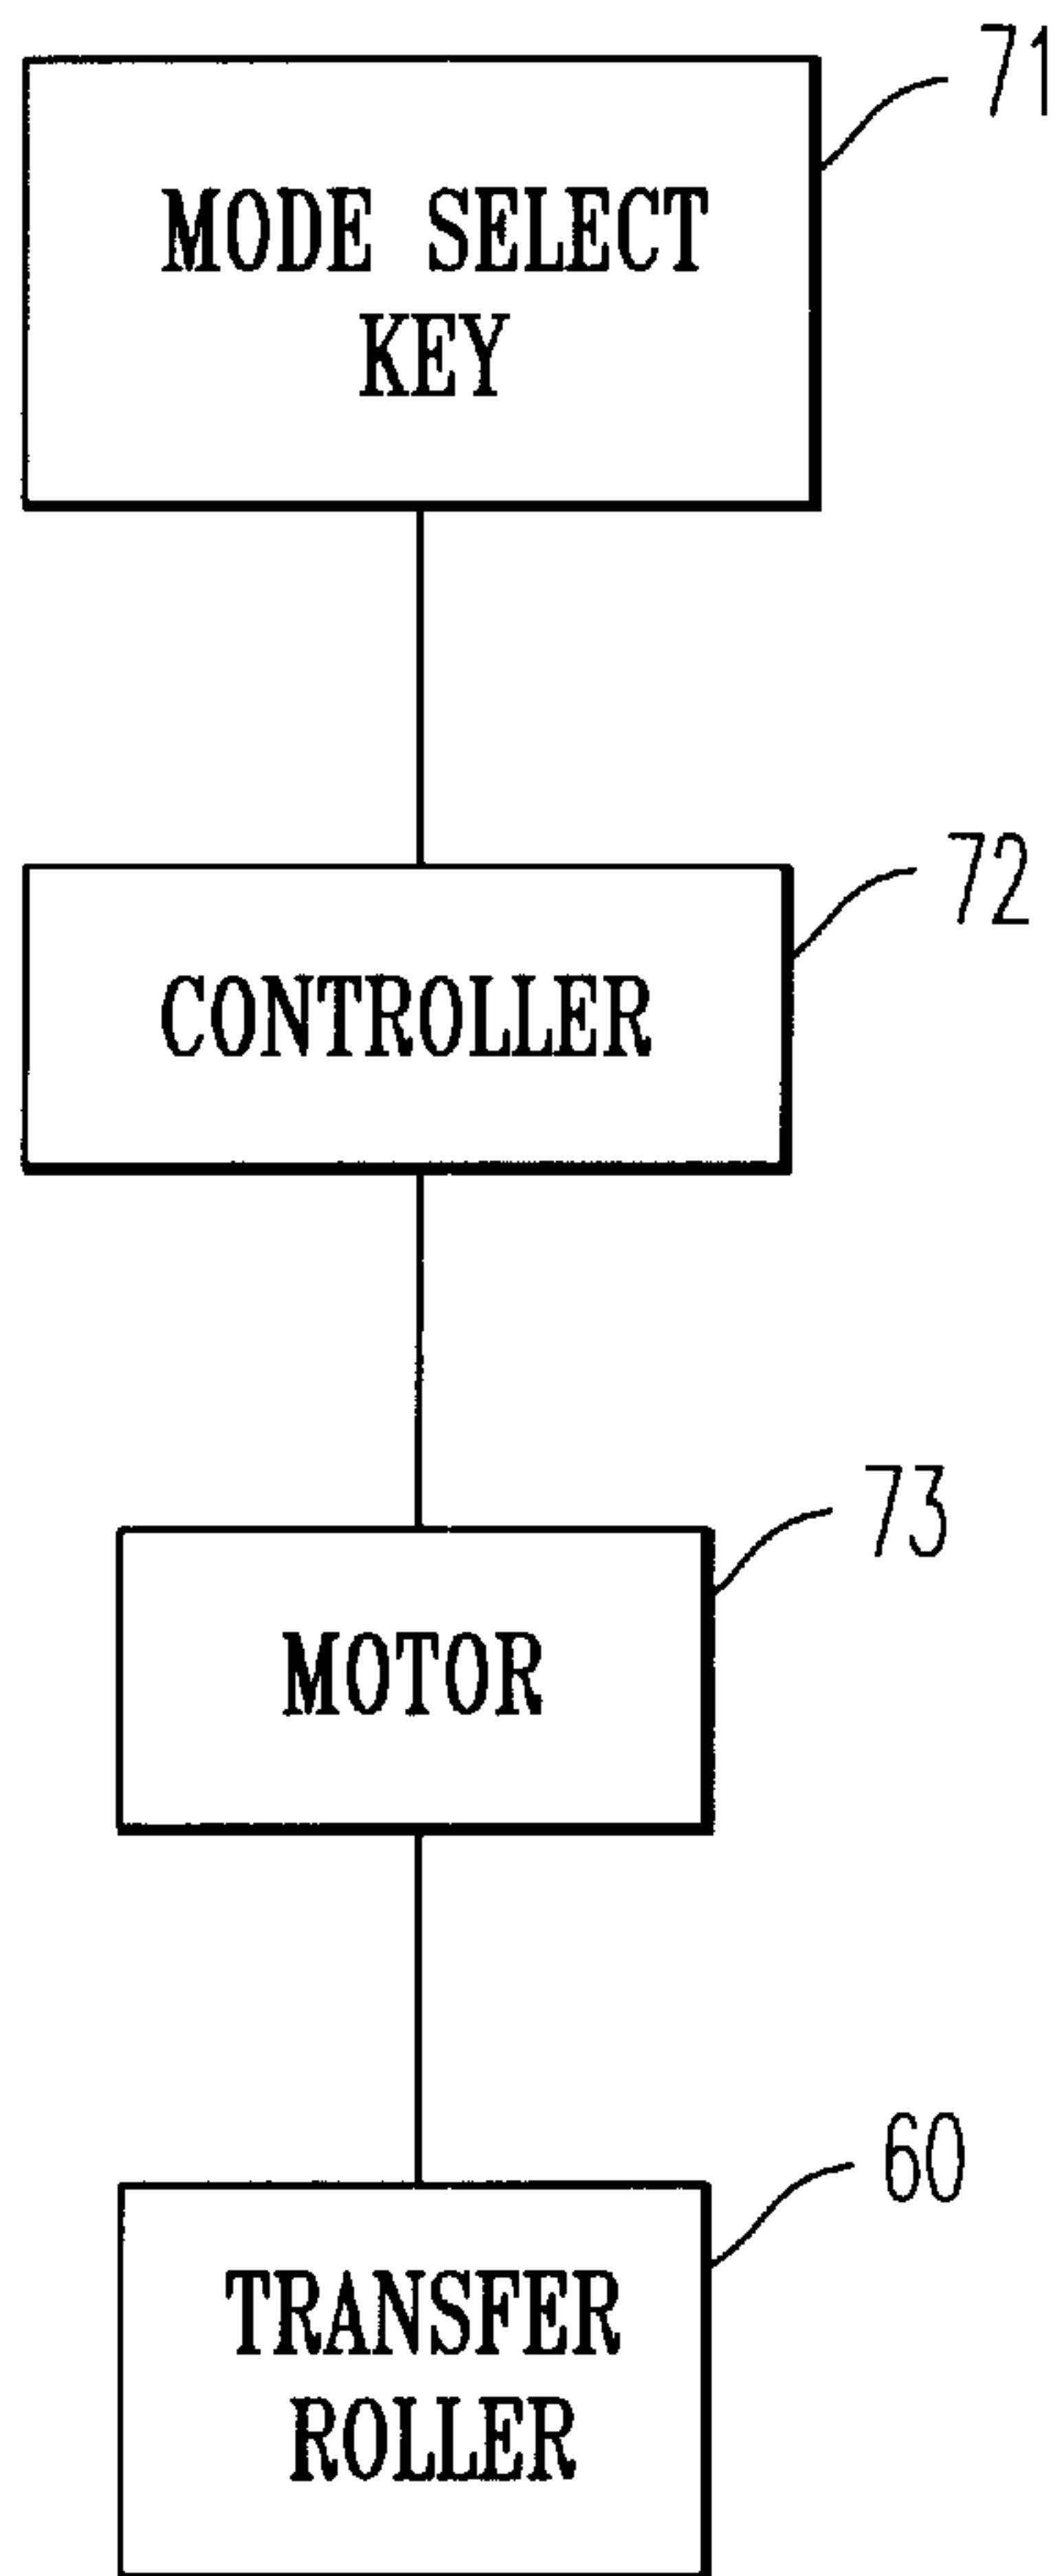 71
MODE SELECT
KEY
72
CONTROLLER
73
MOTOR
60
TRANSFER
ROLLER